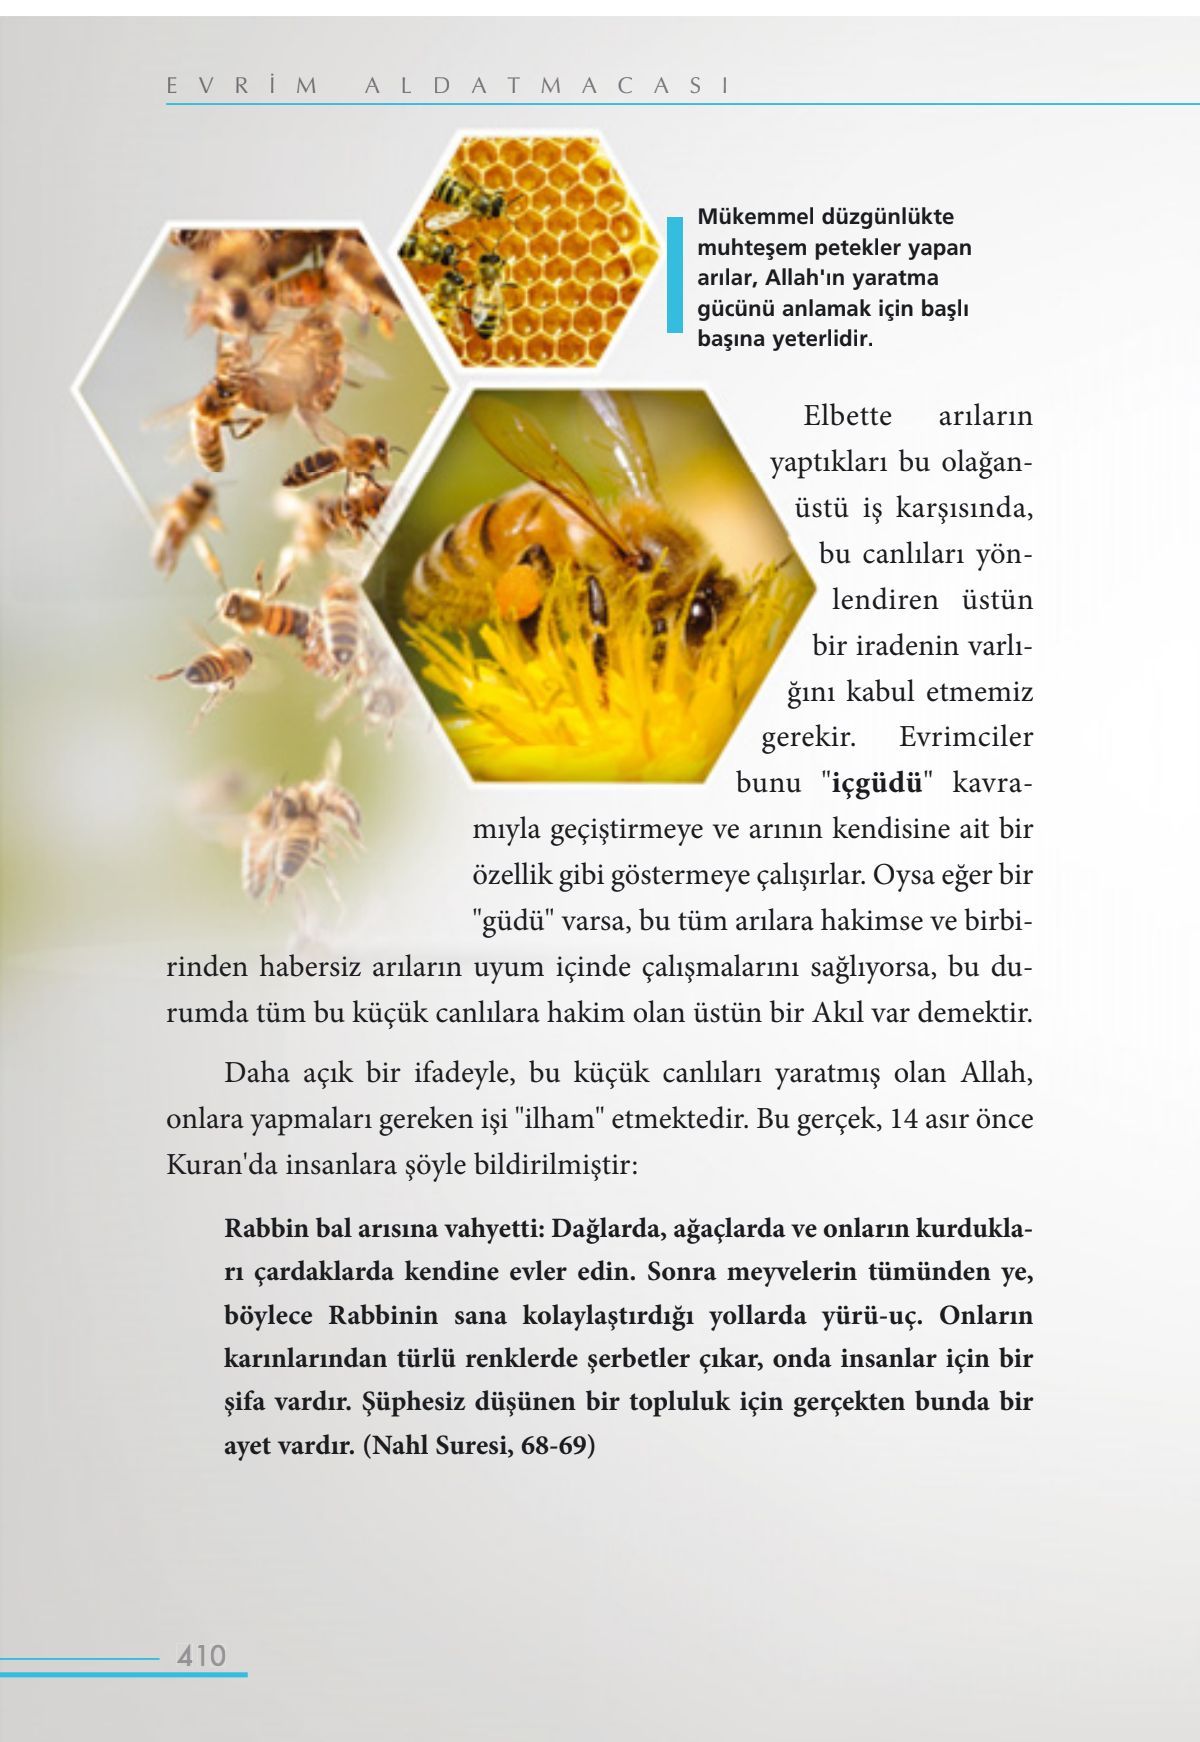 EVRİM ALDATMACASI
Mükemmel düzgünlükte
muhteşem petekler yapan
arılar, Allah'ın yaratma
gücünü anlamak için başlı
başına yeterlidir.
Elbette arıların
yaptıkları bu olağan-
üstü iş karşısında,
bu canlıları yön-
lendiren üstün
bir iradenin varlı-
ğını kabul etmemiz
gerekir. Evrimciler
bunu "içgüdü" kavra-
mıyla geçiştirmeye ve arının kendisine ait bir
özellik gibi göstermeye çalışırlar. Oysa eğer bir
"güdü" varsa, bu tüm arılara hakimse ve birbi-
rinden habersiz arıların uyum içinde çalışmalarını sağlıyorsa, bu du-
rumda tüm bu küçük canlılara hakim olan üstün bir Akıl var demektir.
Daha açık bir ifadeyle, bu küçük canlıları yaratmış olan Allah,
onlara yapmaları gereken işi "ilham" etmektedir. Bu gerçek, 14 asır önce
Kuran'da insanlara şöyle bildirilmiştir:
Rabbin bal arısına vahyetti: Dağlarda, ağaçlarda ve onların kurdukla-
rı çardaklarda kendine evler edin. Sonra meyvelerin tümünden ye,
böylece Rabbinin sana kolaylaştırdığı yollarda yürü-uç. Onların
karınlarından türlü renklerde şerbetler çıkar, onda insanlar için bir
şifa vardır. Şüphesiz düşünen bir topluluk için gerçekten bunda bir
ayet vardır. (Nahl Suresi, 68-69)
410